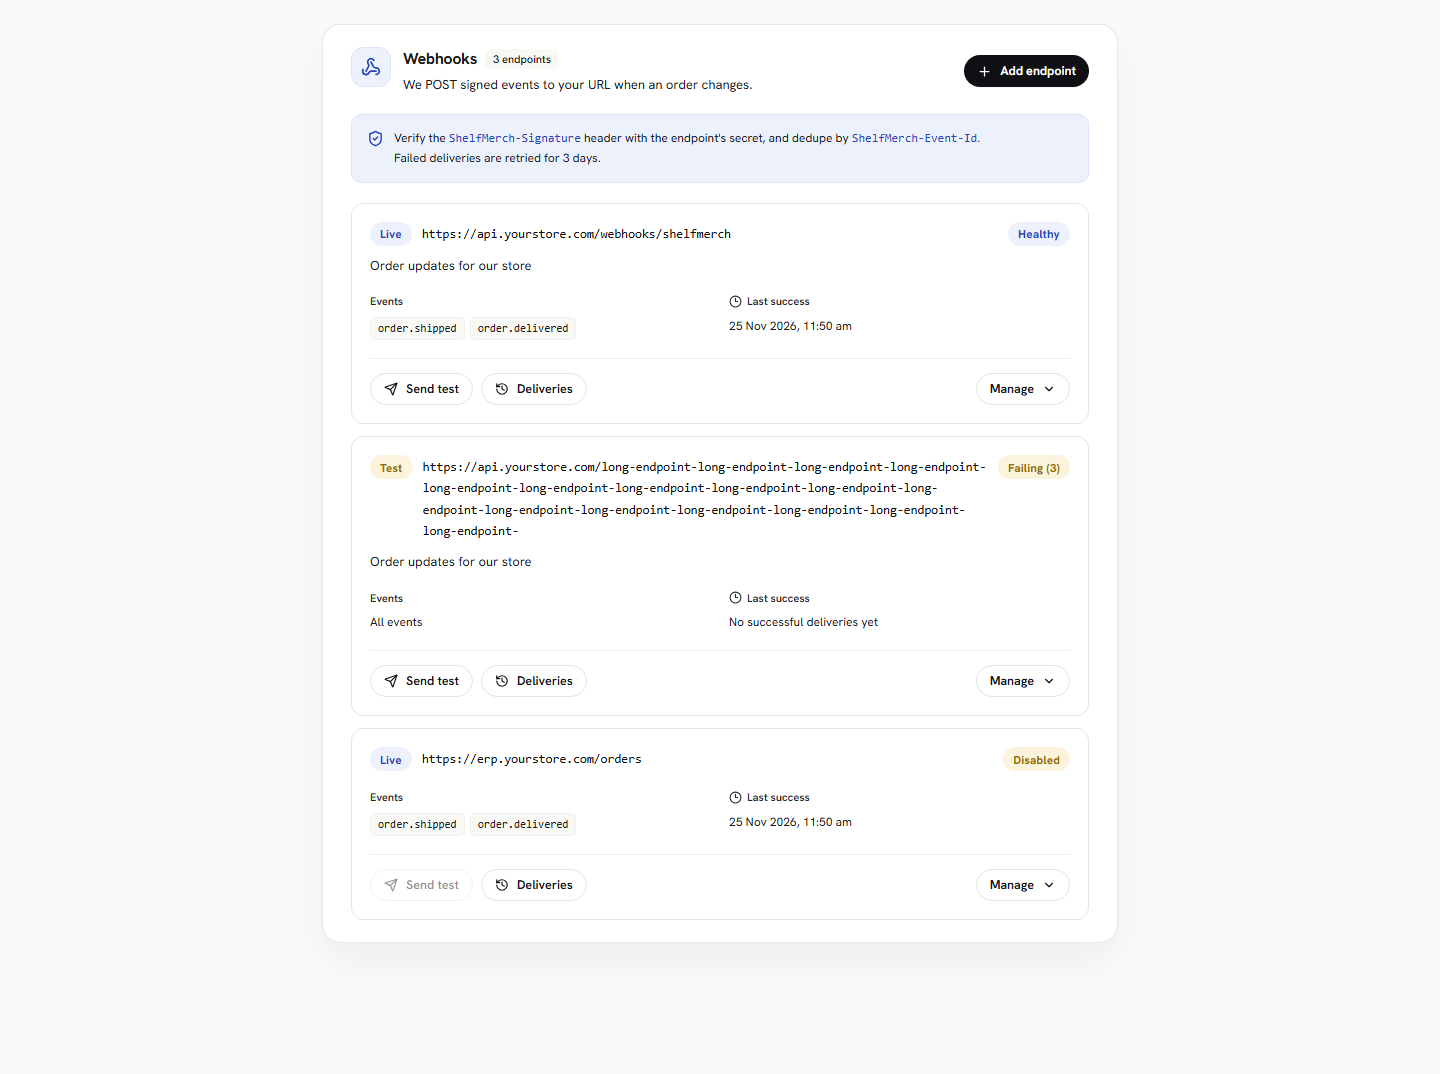 Webhooks 3 endpoints
We POST signed events to your URL when an order changes.
Add endpoint
Verify the ShelfMerch-Signature header with the endpoint's secret, and dedupe by ShelfMerch-Event-Id.
Failed deliveries are retried for 3 days.
Live https://api.yourstore.com/webhooks/shelfmerch Healthy
Order updates for our store
Events
order.shipped order.delivered
Last success
25 Nov 2026, 11:50 am
Send test Deliveries Manage
Test https://api.yourstore.com/long-endpoint-long-endpoint-long-endpoint-long-endpoint- Failing (3)
long-endpoint-long-endpoint-long-endpoint-long-endpoint-long-endpoint-long-
endpoint-long-endpoint-long-endpoint-long-endpoint-long-endpoint-long-endpoint-
long-endpoint-
Order updates for our store
Events
All events
Last success
No successful deliveries yet
Send test Deliveries Manage
Live https://erp.yourstore.com/orders Disabled
Events
order.shipped order.delivered
Last success
25 Nov 2026, 11:50 am
Send test Deliveries Manage